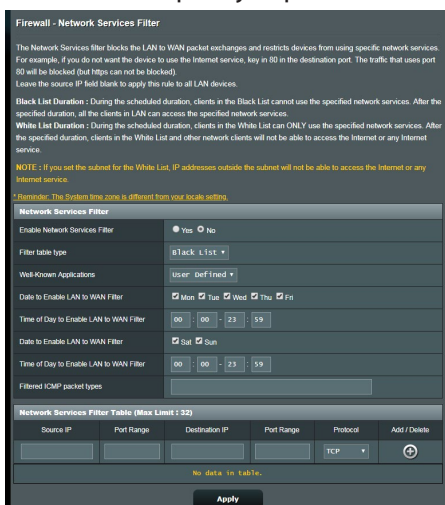 Firewall - Network Services Filter
The Network Services filter blocks the LAN to WAN packet exchanges and restricts devices from using specific network services.
For example, if you do not want the device to use the Internet service, key in 80 in the destination port. The traffic that uses port
80 will be blocked (but https can not be blocked).
Leave the source IP field blank to apply this rule to all LAN devices.
Black List Duration : During the scheduled duration, clients in the Black List cannot use the specified network services. After the
specified duration, all the clients in LAN can access the specified network services.
White List Duration : During the scheduled duration, clients in the White List can ONLY use the specified network services. After
the specified duration, clients in the White List and other network clients will not be able to access the Internet or any Internet
service.
NOTE : If you set the subnet for the White List, IP addresses outside the subnet will not be able to access the Internet or any
Internet service.
* Reminder: The System time zone is different from your locale setting.
Network Services Filter
Enable Network Services Filter Yes No
Filter table type Black List
Well-Known Applications User Defined
Date to Enable LAN to WAN Filter Mon Tue Wed Thu Fri
Time of Day to Enable LAN to WAN Filter 00 : 00 - 23 : 59
Date to Enable LAN to WAN Filter Sat Sun
Time of Day to Enable LAN to WAN Filter 00 : 00 - 23 : 59
Filtered ICMP packet types
Network Services Filter Table (Max Limit : 32)
Source IP Port Range Destination IP Port Range Protocol Add / Delete
TCP
No data in table.
Apply